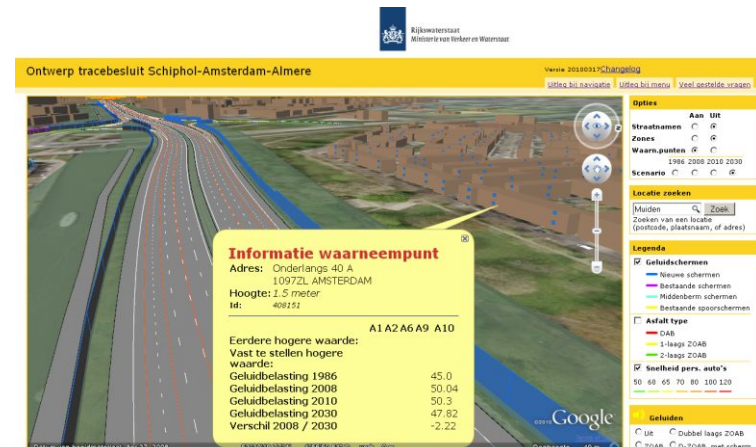 Rijkswaterstaat
Ministerie van Verkeer en Waterstaat
Ontwerp tracebesluit Schiphol-Amsterdam-Almere
Versie 20100317 Changelog
Uitleg bij navigatie Uitleg bij menu Veel gestelde vragen
Opties
Aan Uit
Straatnamen
Zones
Waarn.punten
1986 2008 2010 2030
Scenario
Locatie zoeken
Muiden Zoek
Zoeken van een locatie
(postcode, plaatsnaam, of adres)
Legenda
Geluidschermen
Nieuwe schermen
Bestaande schermen
Middenberm schermen
Bestaande spoorschermen
Asfalt type
DAB
1-laags ZOAB
2-laags ZOAB
Snelheid pers. auto's
50 60 65 70 80 100 120
Geluiden
Uit Dubbel laags ZOAB
ZOAB D-ZOAB met scherm
Informatie waarneempunt
Adres: Onderlangs 40 A
1097ZL AMSTERDAM
Hoogte: 1.5 meter
Id: 408151
A1 A2 A6 A9 A10
Eerdere hogere waarde:
Vast te stellen hogere
waarde:
Geluidbelasting 1986 45.0
Geluidbelasting 2008 50.04
Geluidbelasting 2010 50.3
Geluidbelasting 2030 47.82
Verschil 2008 / 2030 -2.22
©2010 Google